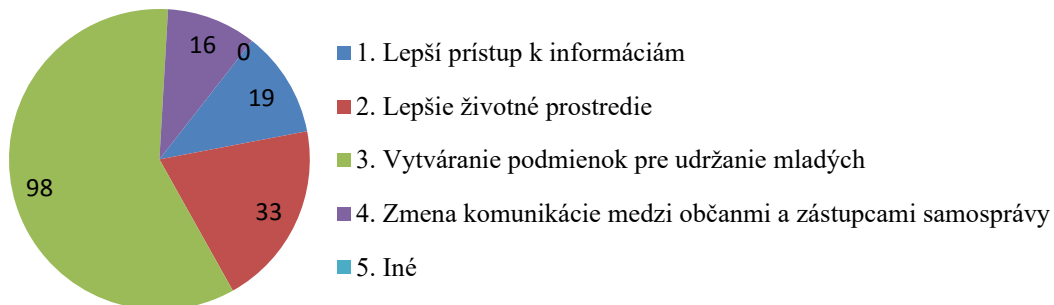 16
0
19
98
33
1. Lepší prístup k informáciám
2. Lepšie životné prostredie
3. Vytváranie podmienok pre udržanie mladých
4. Zmena komunikácie medzi občanmi a zástupcami samosprávy
5. Iné